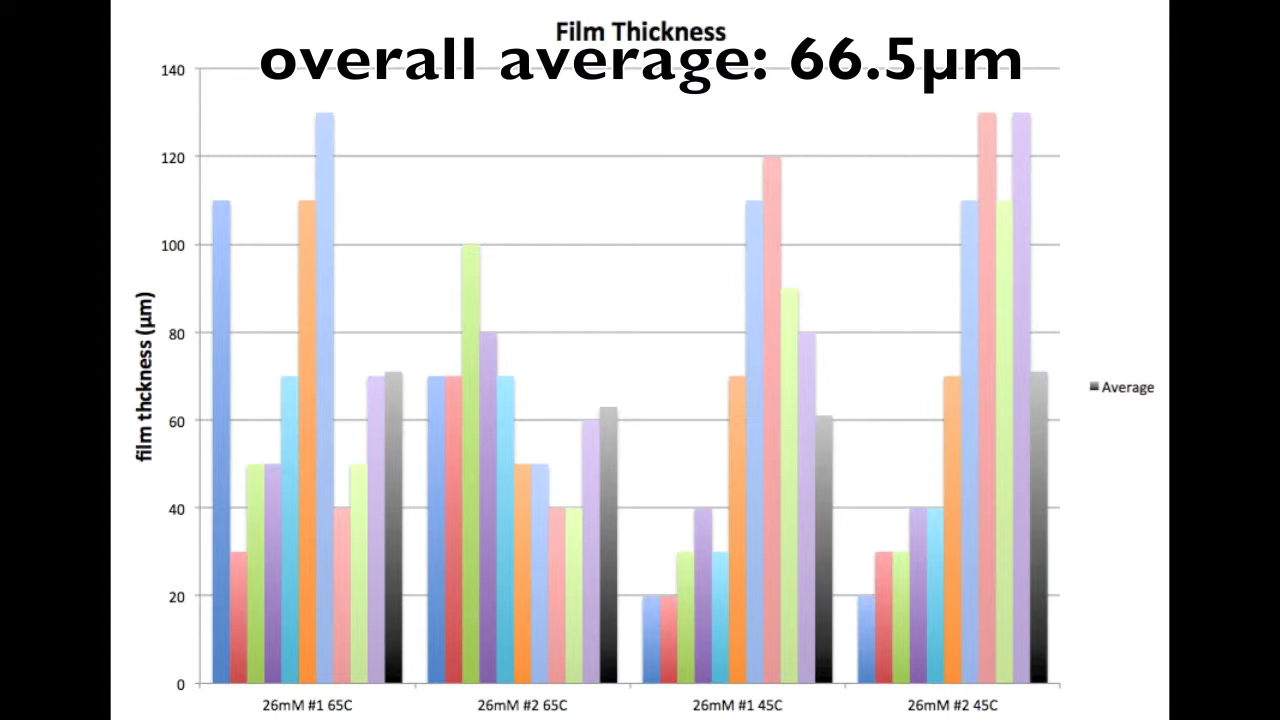 Film Thickness
overall average: 66.5µm
140
120
100
80
60
40
20
0
film thckness (µm)
26mM #1 65C
26mM #2 65C
26mM #1 45C
26mM #2 45C
Average